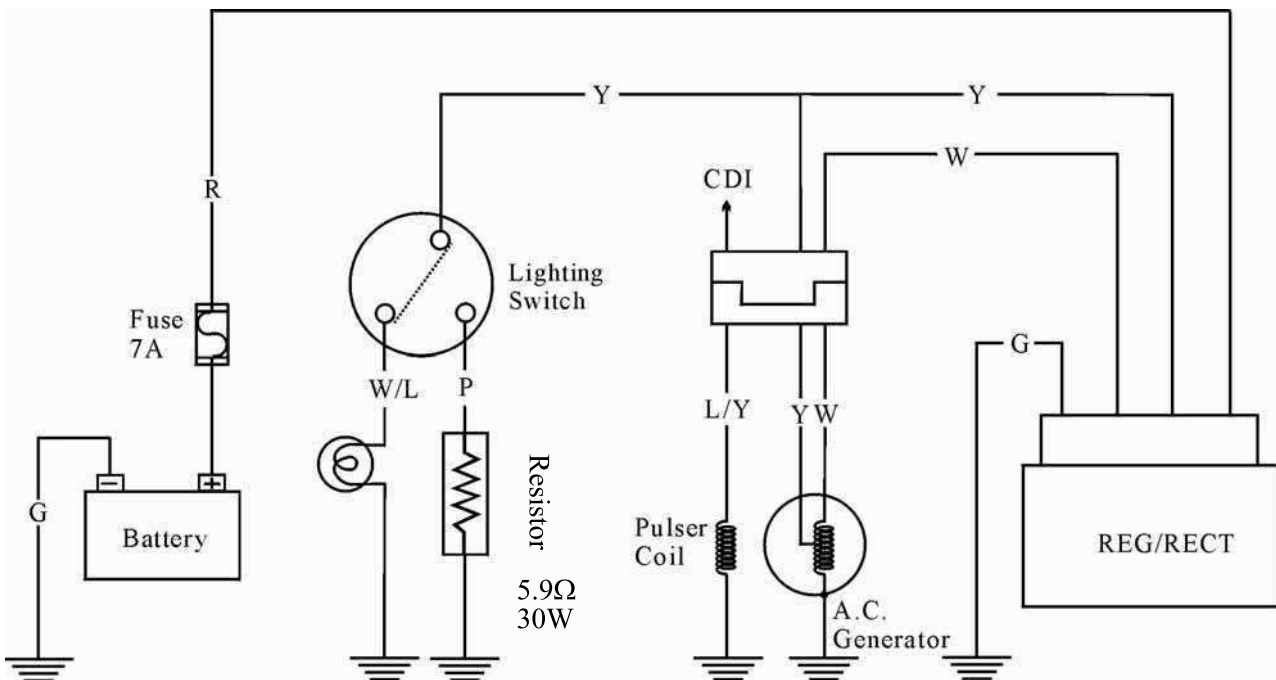 Y
Y
W
CDI
R
Lighting
Switch
Fuse
7A
G
W/L
P
L/Y
Y
W
G
−
+
Battery
Resistor
5.9Ω
30W
Pulser
Coil
A.C.
Generator
REG/RECT